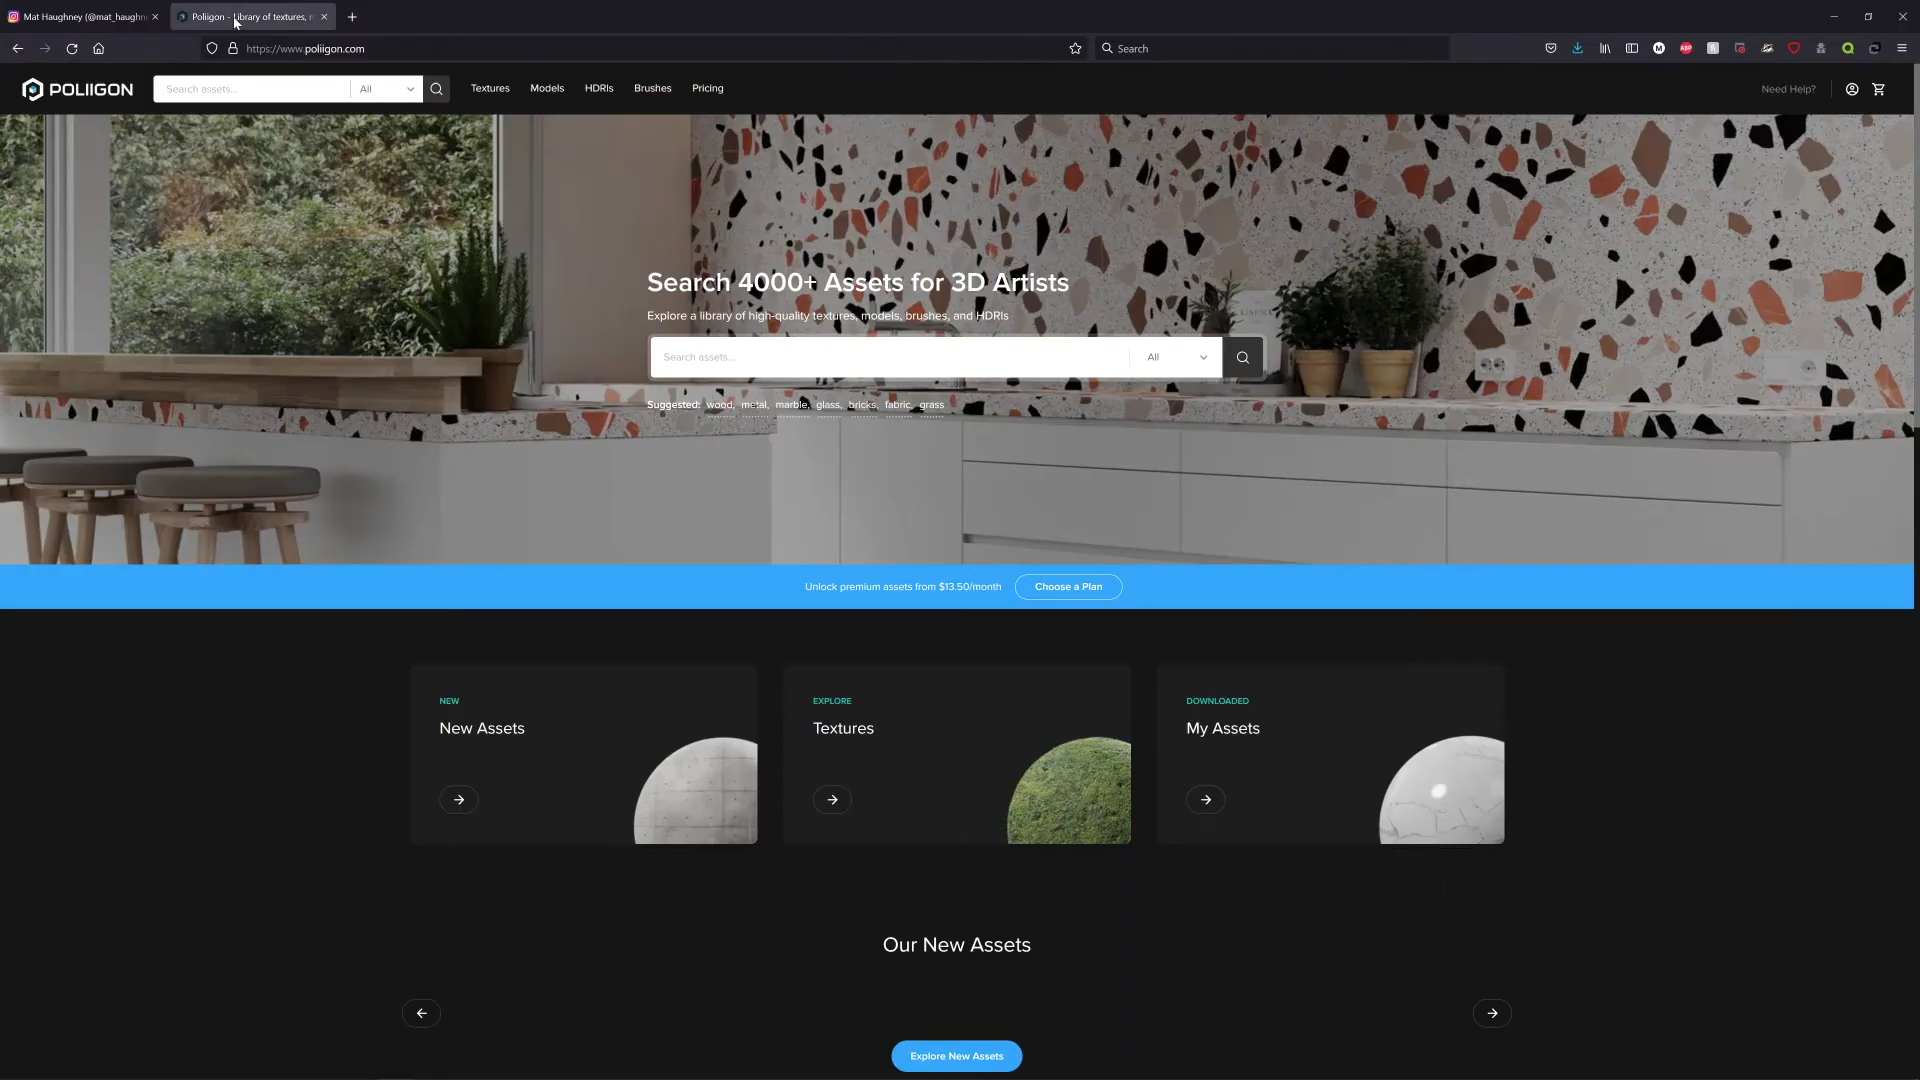 Mat Haughney (@mat_haughne
Poliigon - Library of textures, m
https://www.poliigon.com
Search
POLIIGON
Search assets...
All
Textures
Models
HDRIs
Brushes
Pricing
Need Help?
Search 4000+ Assets for 3D Artists
Explore a library of high-quality textures, models, brushes, and HDRIs
Search assets...
All
Suggested: wood, metal, marble, glass, bricks, fabric, grass
Unlock premium assets from $13.50/month
Choose a Plan
NEW
New Assets
EXPLORE
Textures
DOWNLOADED
My Assets
Our New Assets
Explore New Assets